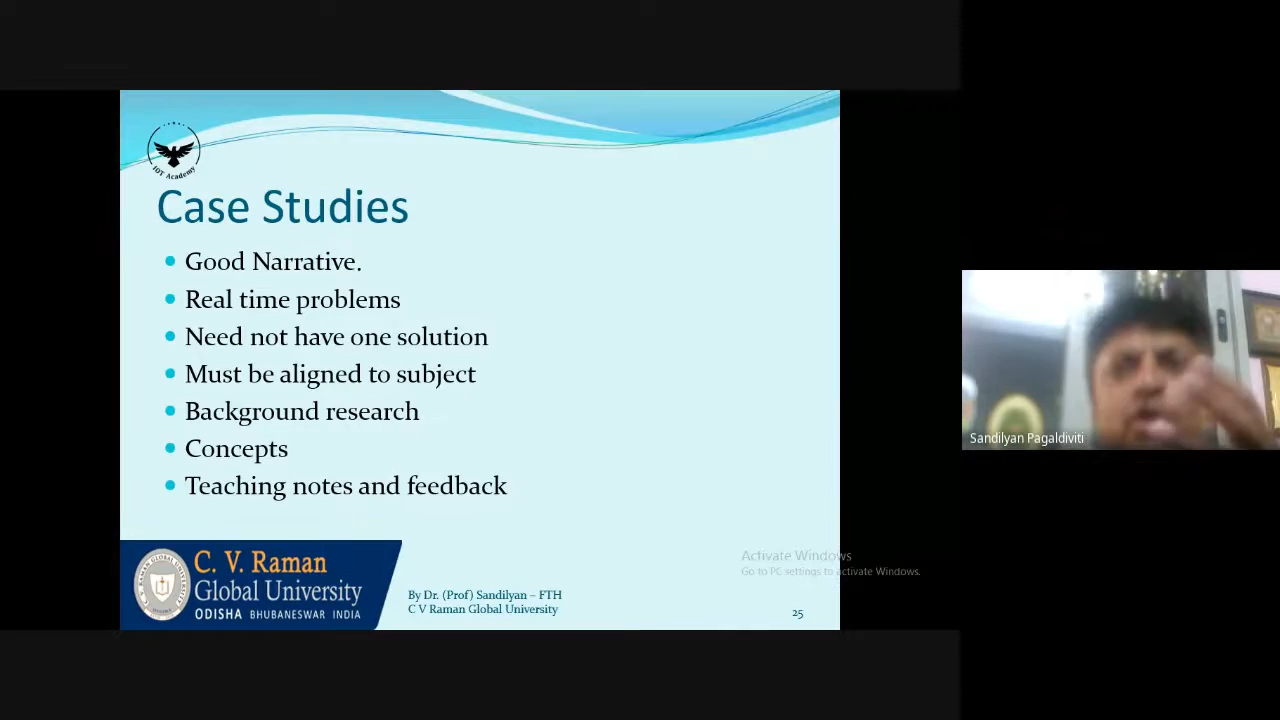 IOT Academy
Case Studies
Good Narrative.
Real time problems
Need not have one solution
Must be aligned to subject
Background research
Concepts
Teaching notes and feedback
C. V. Raman
Global University
ODISHA BHUBANESWAR INDIA
By Dr. (Prof) Sandilyan – FTH
C V Raman Global University
25
Activate Windows
Go to PC settings to activate Windows.
Sandilyan Pagaldiviti